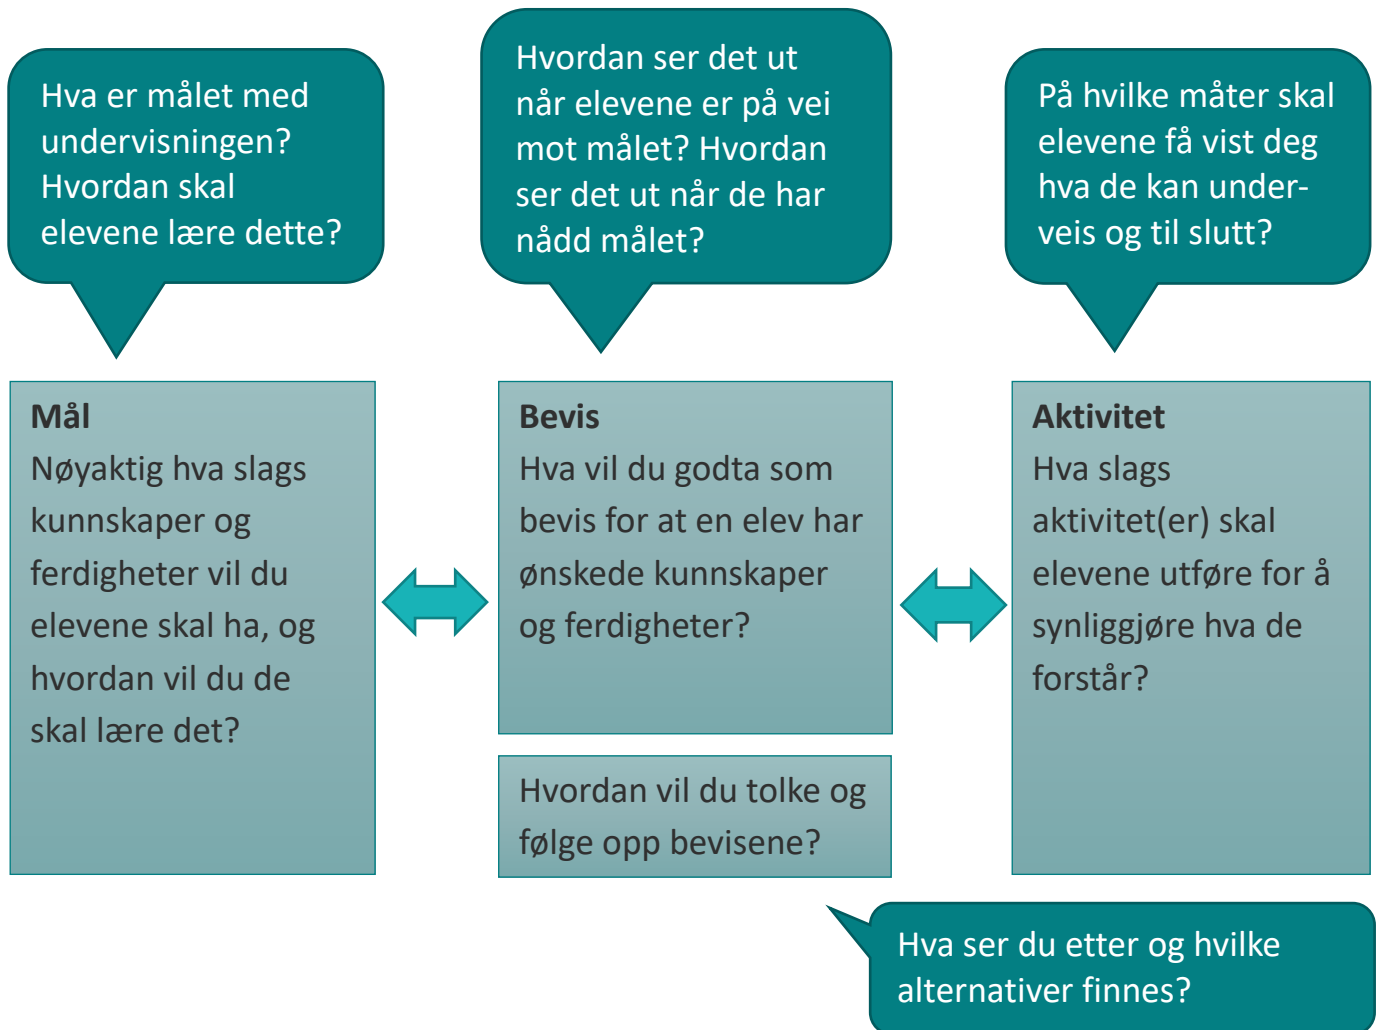 Hva er målet med
undervisningen?
Hvordan skal
elevene lære dette?
Hvordan ser det ut
når elevene er på vei
mot målet? Hvordan
ser det ut når de har
nådd målet?
På hvilke måter skal
elevene få vist deg
hva de kan under-
veis og til slutt?
Mål
Nøyaktig hva slags
kunnskaper og
ferdigheter vil du
elevene skal ha, og
hvordan vil du de
skal lære det?
Bevis
Hva vil du godta som
bevis for at en elev har
ønskede kunnskaper
og ferdigheter?
Hvordan vil du tolke og
følge opp bevisene?
Aktivitet
Hva slags
aktivitet(er) skal
elevene utføre for å
synliggjøre hva de
forstår?
Hva ser du etter og hvilke
alternativer finnes?